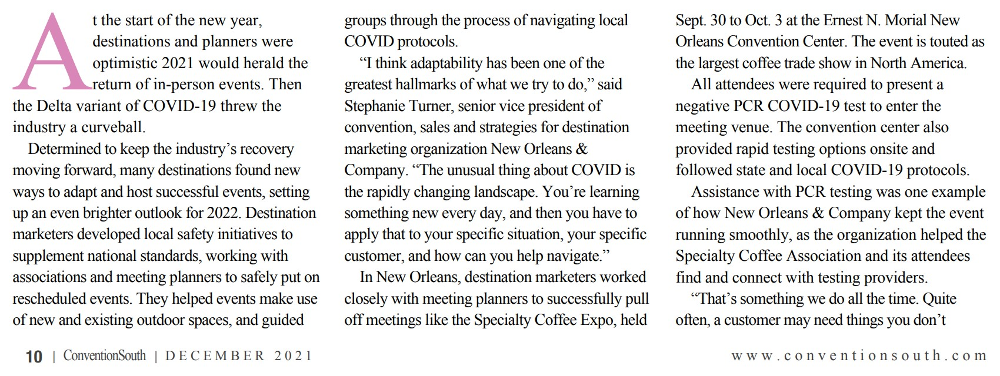 At the start of the new year,
destinations and planners were
optimistic 2021 would herald the
return of in-person events. Then
the Delta variant of COVID-19 threw the
industry a curveball.
Determined to keep the industry’s recovery
moving forward, many destinations found new
ways to adapt and host successful events, setting
up an even brighter outlook for 2022. Destination
marketers developed local safety initiatives to
supplement national standards, working with
associations and meeting planners to safely put on
rescheduled events. They helped events make use
of new and existing outdoor spaces, and guided
groups through the process of navigating local
COVID protocols.
“I think adaptability has been one of the
greatest hallmarks of what we try to do,” said
Stephanie Turner, senior vice president of
convention, sales and strategies for destination
marketing organization New Orleans &
Company. “The unusual thing about COVID is
the rapidly changing landscape. You’re learning
something new every day, and then you have to
apply that to your specific situation, your specific
customer, and how can you help navigate.”
In New Orleans, destination marketers worked
closely with meeting planners to successfully pull
off meetings like the Specialty Coffee Expo, held
Sept. 30 to Oct. 3 at the Ernest N. Morial New
Orleans Convention Center. The event is touted as
the largest coffee trade show in North America.
All attendees were required to present a
negative PCR COVID-19 test to enter the
meeting venue. The convention center also
provided rapid testing options onsite and
followed state and local COVID-19 protocols.
Assistance with PCR testing was one example
of how New Orleans & Company kept the event
running smoothly, as the organization helped the
Specialty Coffee Association and its attendees
find and connect with testing providers.
“That’s something we do all the time. Quite
often, a customer may need things you don’t
10 | ConventionSouth | DECEMBER 2021
www.conventionsouth.com